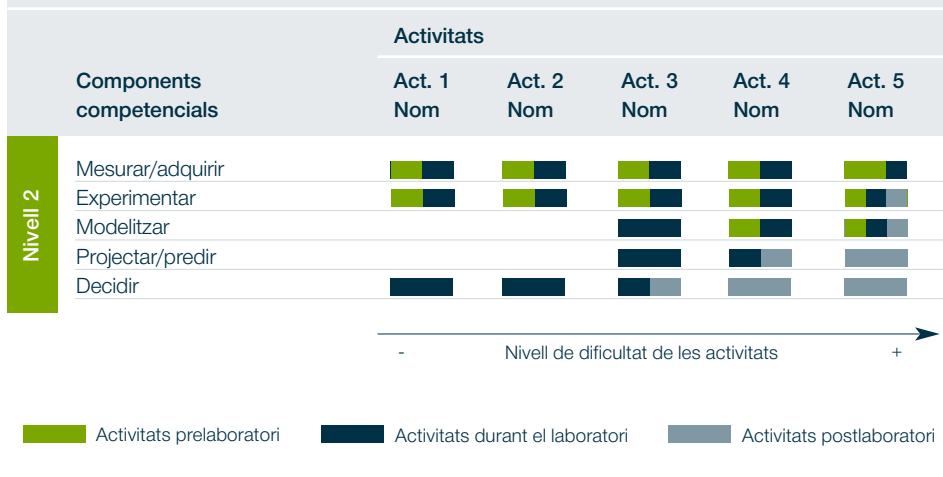 Activitats
Components
competencials
Act. 1
Nom
Act. 2
Nom
Act. 3
Nom
Act. 4
Nom
Act. 5
Nom
Nivell 2
Mesurar/adquirir
Experimentar
Modelitzar
Projectar/predir
Decidir
- Nivell de dificultat de les activitats +
Activitats prelaboratori Activitats durant el laboratori Activitats postlaboratori